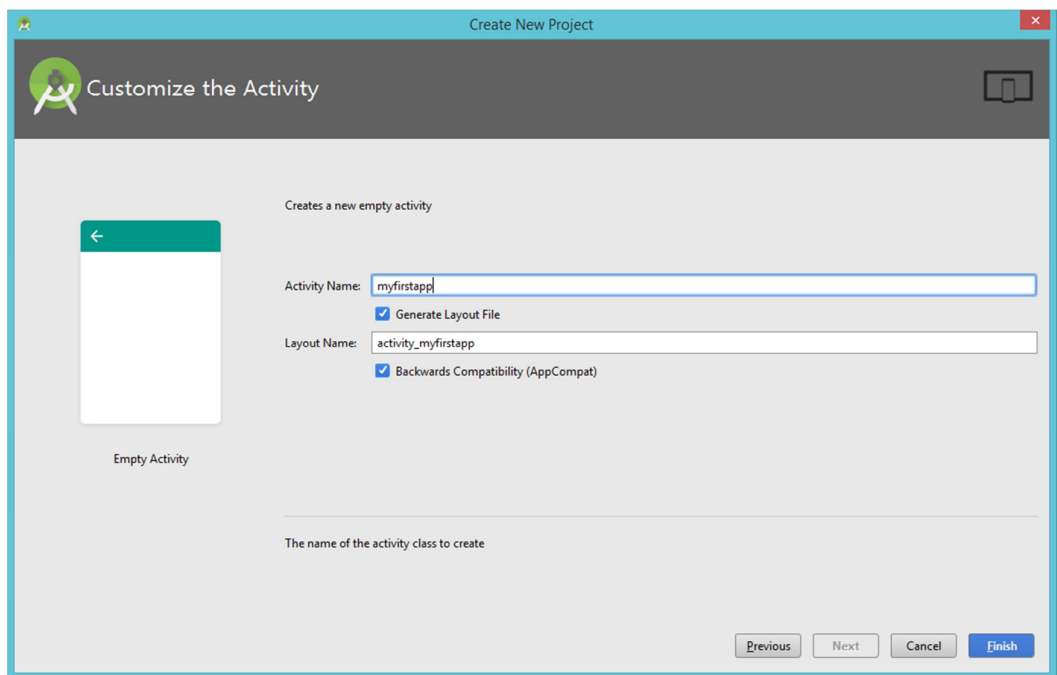 Create New Project
Customize the Activity
Creates a new empty activity
Activity Name: myfirstapp
Generate Layout File
Layout Name: activity_myfirstapp
Backwards Compatibility (AppCompat)
Empty Activity
The name of the activity class to create
Previous Next Cancel Finish